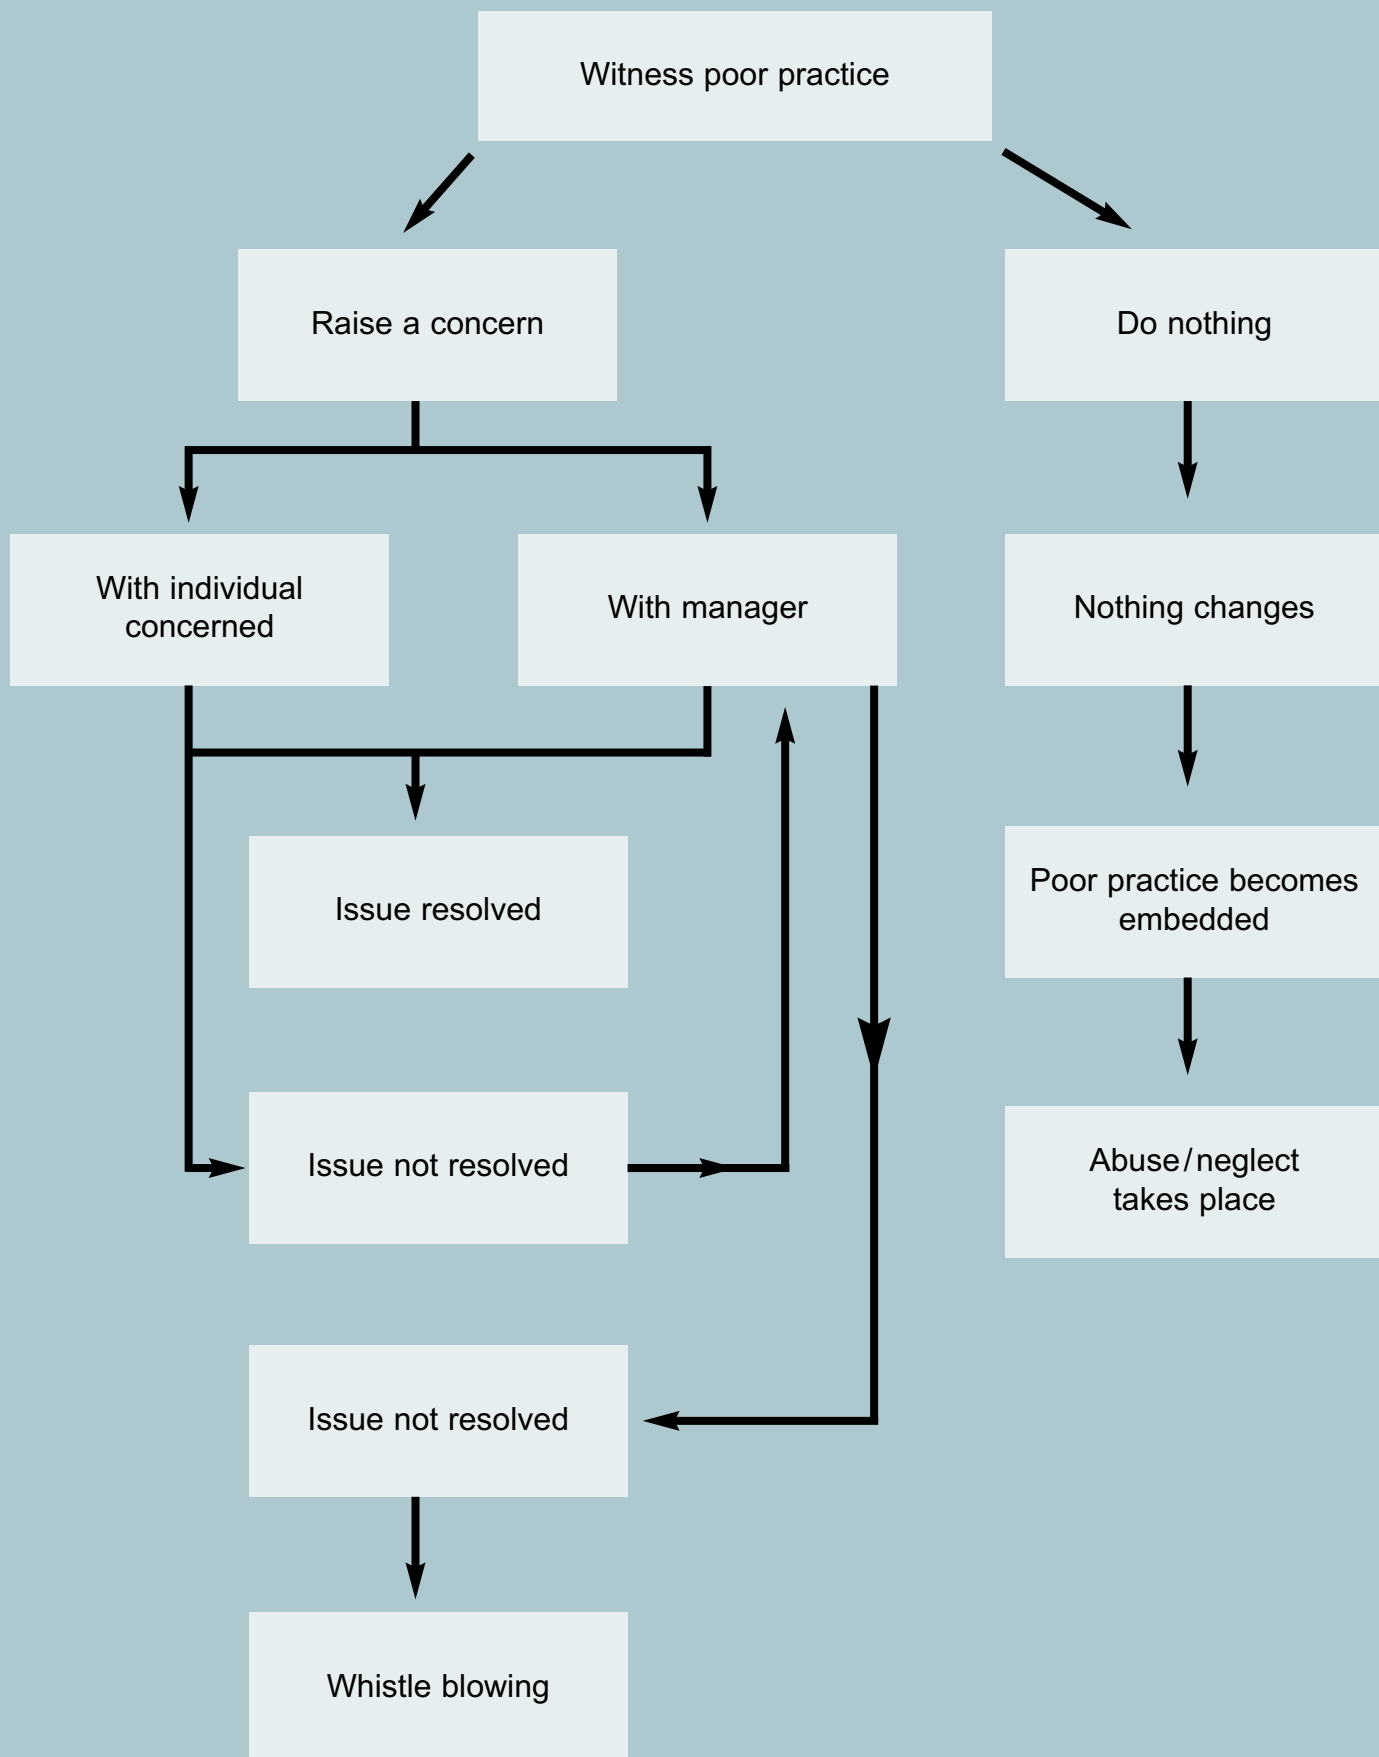 Witness poor practice
Raise a concern
Do nothing
With individual
concerned
With manager
Nothing changes
Issue resolved
Poor practice becomes
embedded
Issue not resolved
Abuse/neglect
takes place
Issue not resolved
Whistle blowing